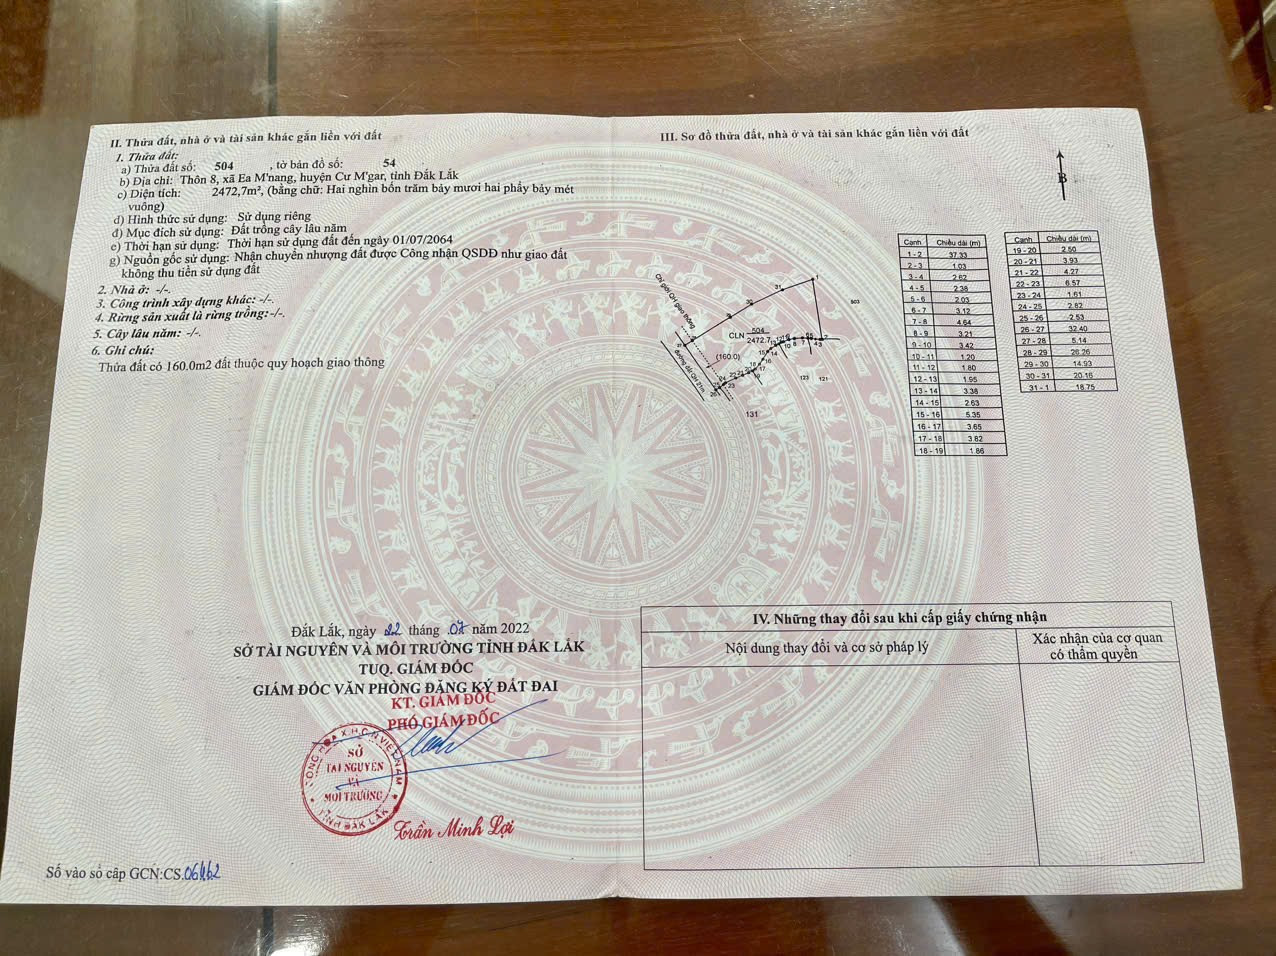 II. Thửa đất, nhà ở và tài sản khác gắn liền với đất
1. Thửa đất:
a) Thửa đất số: 504 , tờ bản đồ số: 54
b) Địa chỉ: Thôn 8, xã Ea M'nang, huyện Cư M'gar, tỉnh Đắk Lắk
c) Diện tích: 2472,7m², (bằng chữ: Hai nghìn bốn trăm bảy mươi hai phẩy bảy mét
vuông)
d) Hình thức sử dụng: Sử dụng riêng
đ) Mục đích sử dụng: Đất trồng cây lâu năm
e) Thời hạn sử dụng: Thời hạn sử dụng đất đến ngày 01/07/2064
g) Nguồn gốc sử dụng: Nhận chuyển nhượng đất được Công nhận QSDĐ như giao đất
không thu tiền sử dụng đất
2. Nhà ở: -/-.
3. Công trình xây dựng khác: -/-.
4. Rừng sản xuất là rừng trồng:-/-.
5. Cây lâu năm: -/-.
6. Ghi chú:
Thửa đất có 160.0m2 đất thuộc quy hoạch giao thông
Đắk Lắk, ngày 22 tháng 07 năm 2022
SỞ TÀI NGUYÊN VÀ MÔI TRƯỜNG TỈNH ĐẮK LẮK
TUQ. GIÁM ĐỐC
GIÁM ĐỐC VĂN PHÒNG ĐĂNG KÝ ĐẤT ĐAI
KT. GIÁM ĐỐC
PHÓ GIÁM ĐỐC
SỞ
TÀI NGUYÊN
VÀ
MÔI TRƯỜNG
TỈNH ĐẮK LẮK
Trần Minh Lợi
Số vào sổ cấp GCN:CS.
III. Sơ đồ thửa đất, nhà ở và tài sản khác gắn liền với đất
B
Chỉ giới QH giao thông
đường đất QH 21m
CLN 504
2472.7
(160.0)
503
123
121
131
Cạnh Chiều dài (m)
1 - 2 37.33
2 - 3 1.03
3 - 4 2.62
4 - 5 2.38
5 - 6 2.03
6 - 7 3.12
7 - 8 4.64
8 - 9 3.21
9 - 10 3.42
10 - 11 1.20
11 - 12 1.80
12 - 13 1.95
13 - 14 3.38
14 - 15 2.63
15 - 16 5.35
16 - 17 3.65
17 - 18 3.82
18 - 19 1.86
Cạnh Chiều dài (m)
19 - 20 2.50
20 - 21 3.93
21 - 22 4.27
22 - 23 6.57
23 - 24 1.61
24 - 25 2.82
25 - 26 2.53
26 - 27 32.40
27 - 28 5.14
28 - 29 26.26
29 - 30 14.93
30 - 31 20.16
31 - 1 18.75
IV. Những thay đổi sau khi cấp giấy chứng nhận
Nội dung thay đổi và cơ sở pháp lý
Xác nhận của cơ quan
có thẩm quyền